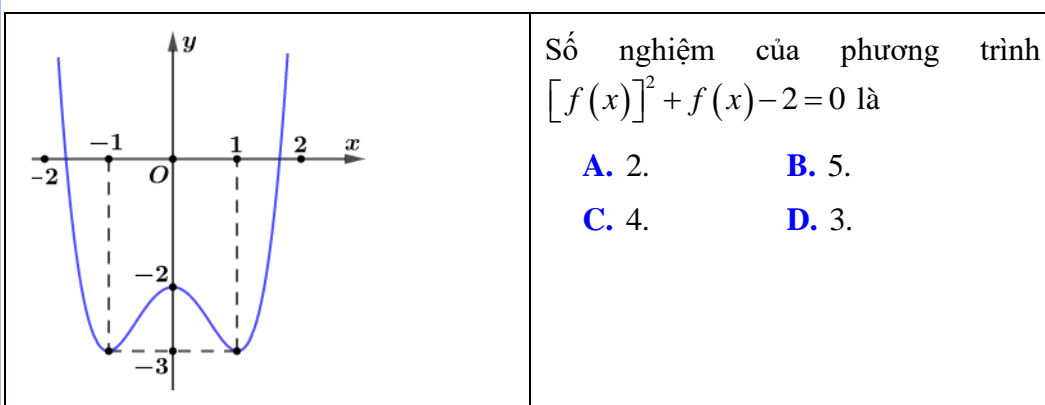 y
-1
1
2
x
-2
O
-2
-3
Số nghiệm của phương trình
[f(x)]² + f(x) − 2 = 0 là
A. 2. B. 5.
C. 4. D. 3.